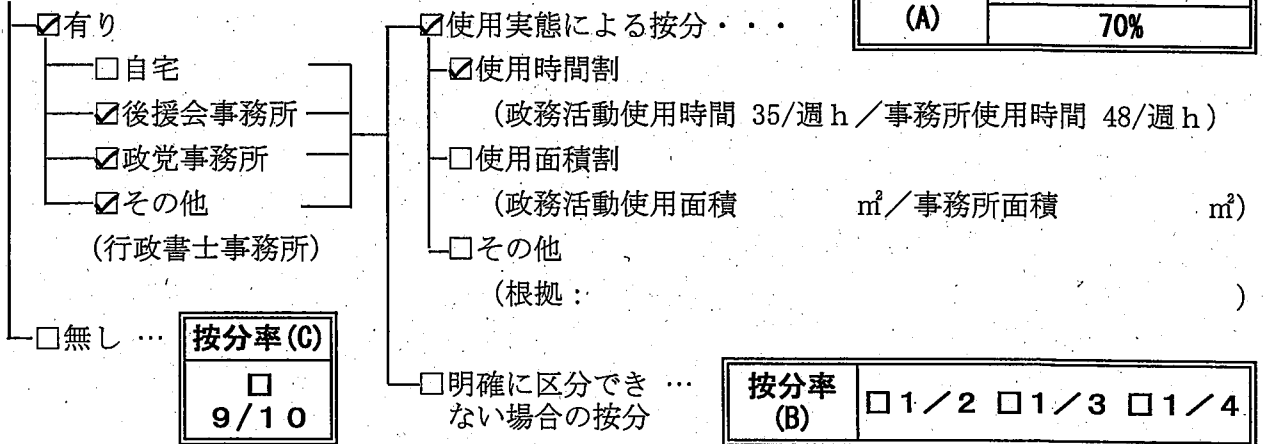 ☑有り
☑使用実態による按分・・・
(A)
70%
□自宅
☑使用時間割
☑後援会事務所
(政務活動使用時間 35/週h/事務所使用時間 48/週h)
☑政党事務所
□使用面積割
☑その他
(政務活動使用面積 ㎡/事務所面積 ㎡)
(行政書士事務所)
□その他
(根拠: )
□無し …
按分率(C)
□
9/10
□明確に区分でき …
ない場合の按分
按分率
(B)
□1/2 □1/3 □1/4